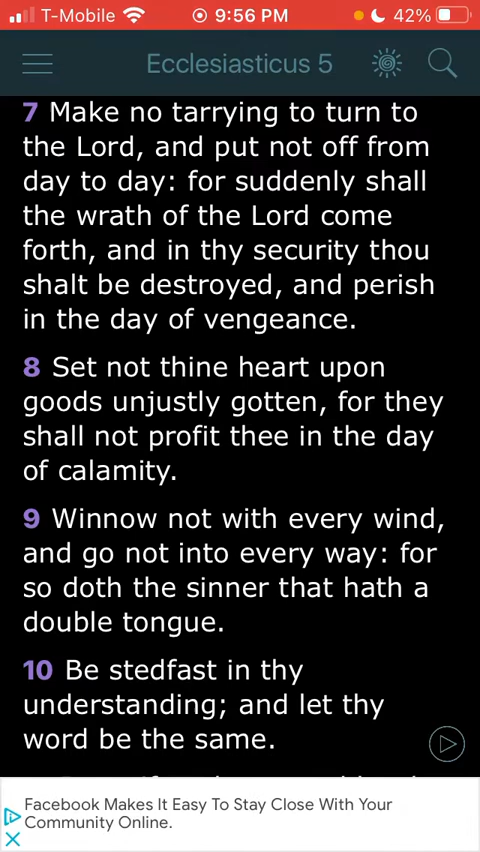 T-Mobile 9:56 PM 42%
Ecclesiasticus 5
7 Make no tarrying to turn to
the Lord, and put not off from
day to day: for suddenly shall
the wrath of the Lord come
forth, and in thy security thou
shalt be destroyed, and perish
in the day of vengeance.
8 Set not thine heart upon
goods unjustly gotten, for they
shall not profit thee in the day
of calamity.
9 Winnow not with every wind,
and go not into every way: for
so doth the sinner that hath a
double tongue.
10 Be stedfast in thy
understanding; and let thy
word be the same.
Facebook Makes It Easy To Stay Close With Your
Community Online.